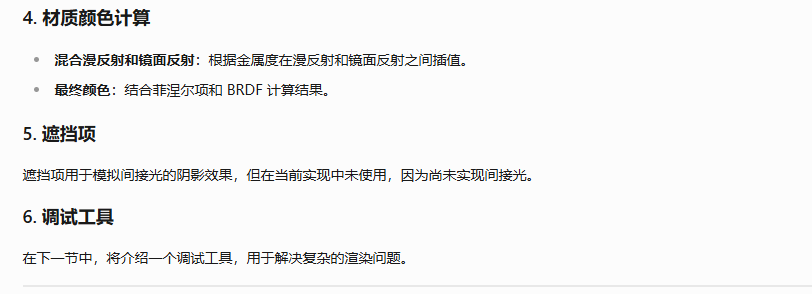 4. 材质颜色计算
• 混合漫反射和镜面反射：根据金属度在漫反射和镜面反射之间插值。
• 最终颜色：结合菲涅尔项和 BRDF 计算结果。
5. 遮挡项
遮挡项用于模拟间接光的阴影效果，但在当前实现中未使用，因为尚未实现间接光。
6. 调试工具
在下一节中，将介绍一个调试工具，用于解决复杂的渲染问题。